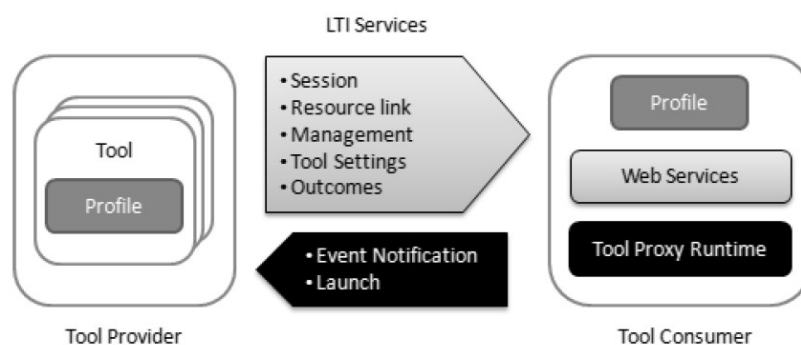 LTI Services
Tool
Profile
• Session
• Resource link
• Management
• Tool Settings
• Outcomes
• Event Notification
• Launch
Profile
Web Services
Tool Proxy Runtime
Tool Provider
Tool Consumer